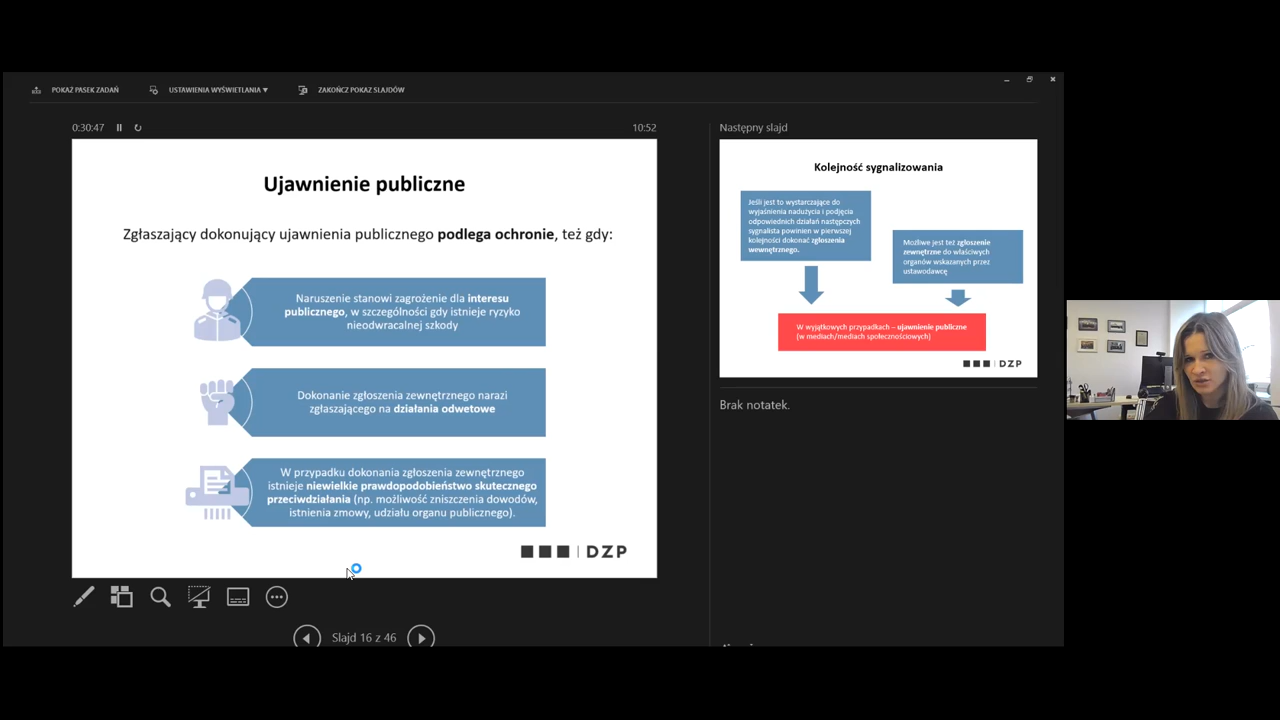 POKAŻ PASEK ZADAŃ
USTAWIENIA WYŚWIETLANIA ▼
ZAKOŃCZ POKAZ SLAJDÓW
0:30:47
10:52
Ujawnienie publiczne
Zgłaszający dokonujący ujawnienia publicznego podlega ochronie, też gdy:
Naruszenie stanowi zagrożenie dla interesu
publicznego, w szczególności gdy istnieje ryzyko
nieodwracalnej szkody
Dokonanie zgłoszenia zewnętrznego narazi
zgłaszającego na działania odwetowe
W przypadku dokonania zgłoszenia zewnętrznego
istnieje niewielkie prawdopodobieństwo skutecznego
przeciwdziałania (np. możliwość zniszczenia dowodów,
istnienia zmowy, udziału organu publicznego).
DZP
Slajd 16 z 46
Następny slajd
Kolejność sygnalizowania
Jeśli jest to wystarczające do
wyjaśnienia nadużycia i podjęcia
odpowiednich działań następczych
sygnalista powinien w pierwszej
kolejności dokonać zgłoszenia
wewnętrznego.
Możliwe jest też zgłoszenie
zewnętrzne do właściwych
organów wskazanych przez
ustawodawcę
W wyjątkowych przypadkach – ujawnienie publiczne
(w mediach/mediach społecznościowych)
DZP
Brak notatek.